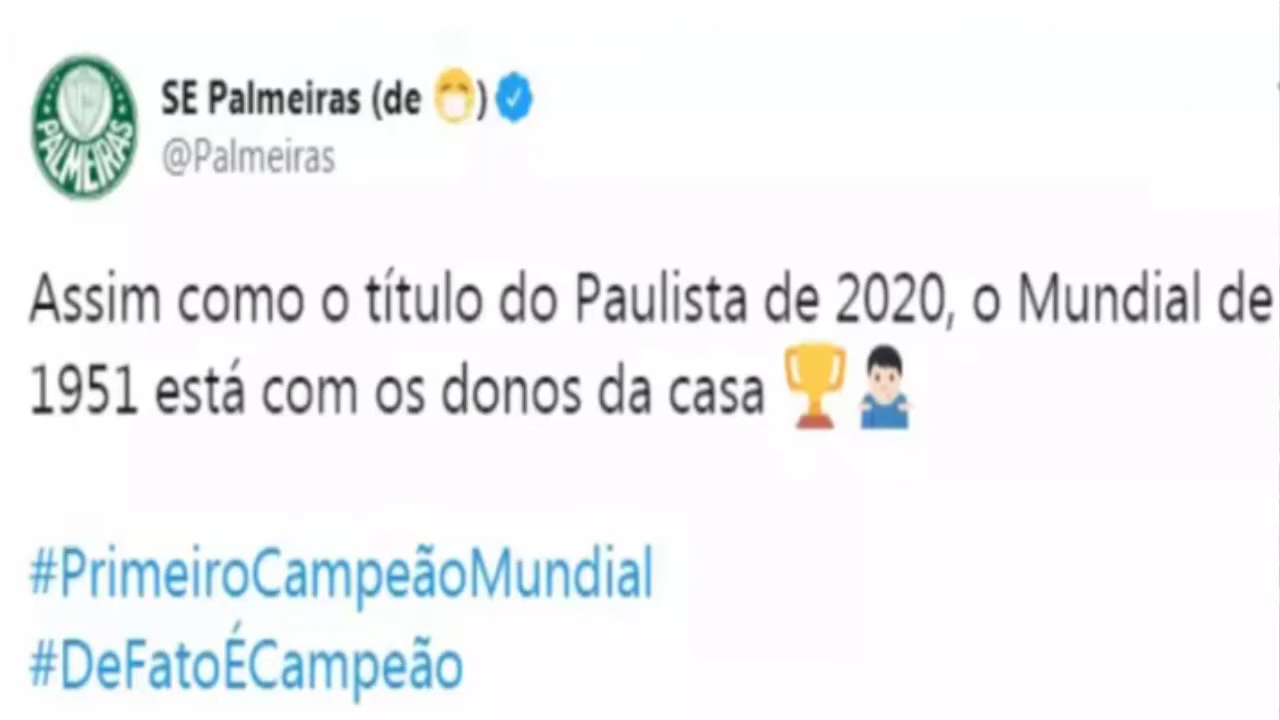 PALMEIRAS
SE Palmeiras (de 😷)
@Palmeiras
Assim como o título do Paulista de 2020, o Mundial de
1951 está com os donos da casa 🏆🤷🏻‍♂️
#PrimeiroCampeãoMundial
#DeFatoÉCampeão